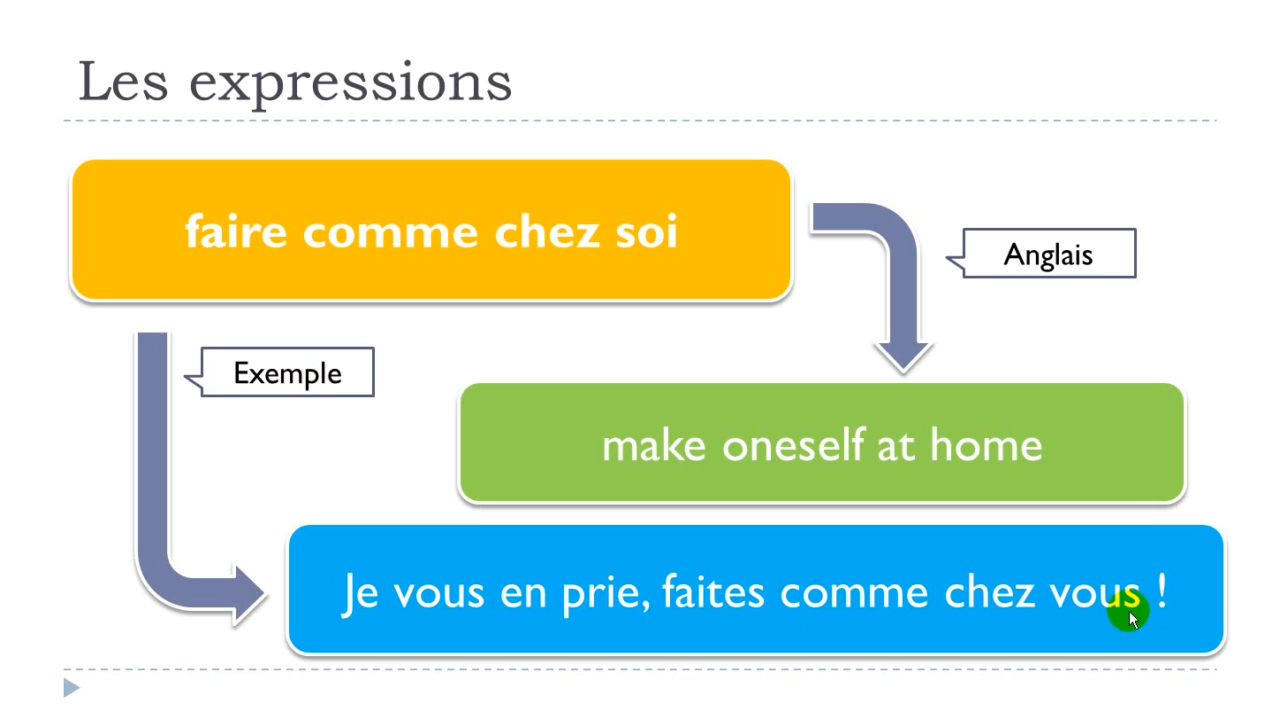 Les expressions
faire comme chez soi
Anglais
Exemple
make oneself at home
Je vous en prie, faites comme chez vous !